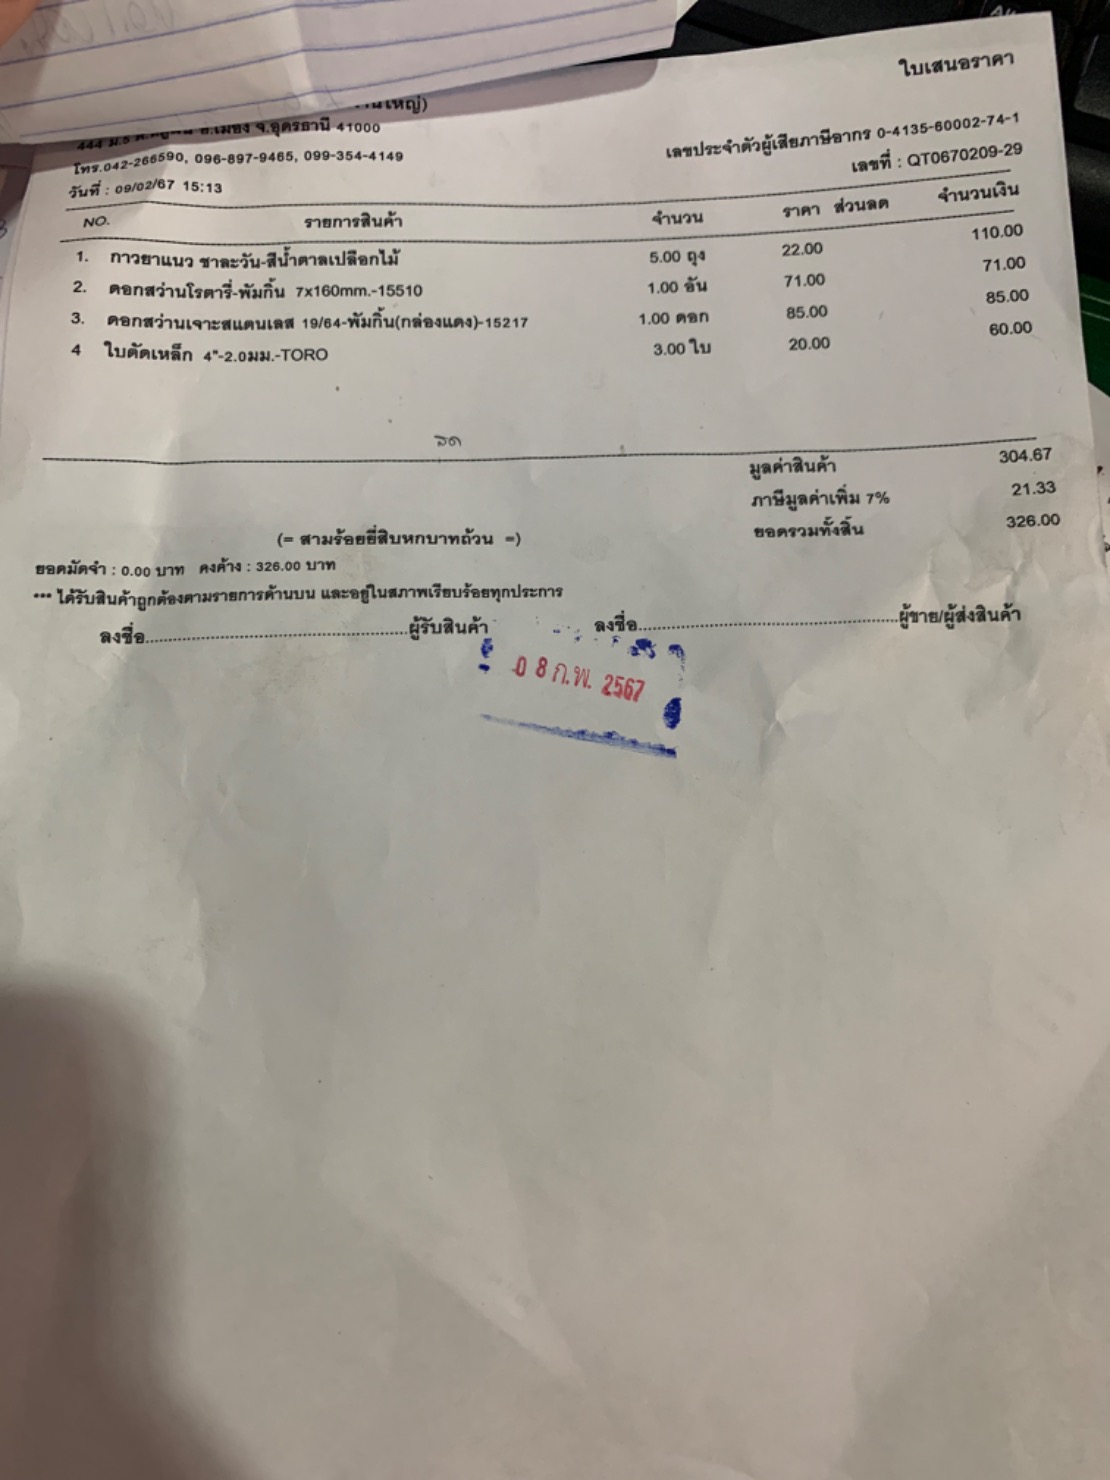 ใบเสนอราคา
านใหญ่)
444 ม.5 อ.เมือง จ.อุดรธานี 41000
โทร.042-266590, 096-897-9465, 099-354-4149
เลขประจำตัวผู้เสียภาษีอากร 0-4135-60002-74-1
วันที่ : 09/02/67 15:13
เลขที่ : QT0670209-29
NO. รายการสินค้า จำนวน ราคา ส่วนลด จำนวนเงิน
1. กาวยาแนว ชาละวัน-สีน้ำตาลเปลือกไม้ 5.00 ถุง 22.00 110.00
2. ดอกสว่านโรตารี่-พัมกิ้น 7x160mm.-15510 1.00 อัน 71.00 71.00
3. ดอกสว่านเจาะสแตนเลส 19/64-พัมกิ้น(กล่องแดง)-15217 1.00 ดอก 85.00 85.00
4 ใบตัดเหล็ก 4"-2.0มม.-TORO 3.00 ใบ 20.00 60.00
มูลค่าสินค้า 304.67
ภาษีมูลค่าเพิ่ม 7% 21.33
(= สามร้อยยี่สิบหกบาทถ้วน =) ยอดรวมทั้งสิ้น 326.00
ยอดมัดจำ : 0.00 บาท คงค้าง : 326.00 บาท
*** ได้รับสินค้าถูกต้องตามรายการด้านบน และอยู่ในสภาพเรียบร้อยทุกประการ
ลงชื่อ..........................................ผู้รับสินค้า ลงชื่อ..........................................ผู้ขาย/ผู้ส่งสินค้า
08 ก.พ. 2567